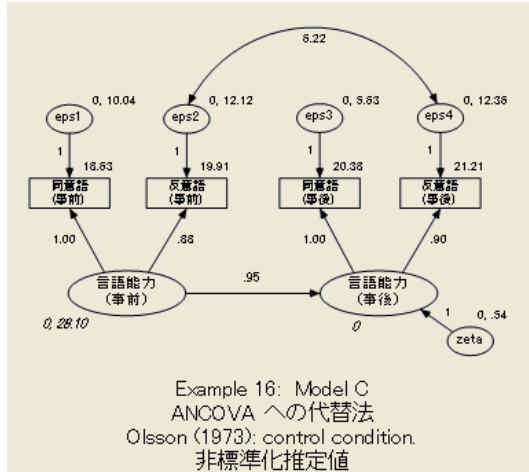 6.22
0, 10.04
0, 12.12
0, 5.63
0, 12.36
eps1
eps2
eps3
eps4
1
1
1
1
18.63
19.91
20.38
21.21
同意語
(事前)
反意語
(事前)
同意語
(事後)
反意語
(事後)
1.00
.88
1.00
.90
言語能力
(事前)
.95
言語能力
(事後)
0, 28.10
0
1
0, .54
zeta
Example 16: Model C
ANCOVA への代替法
Olsson (1973): control condition.
非標準化推定値